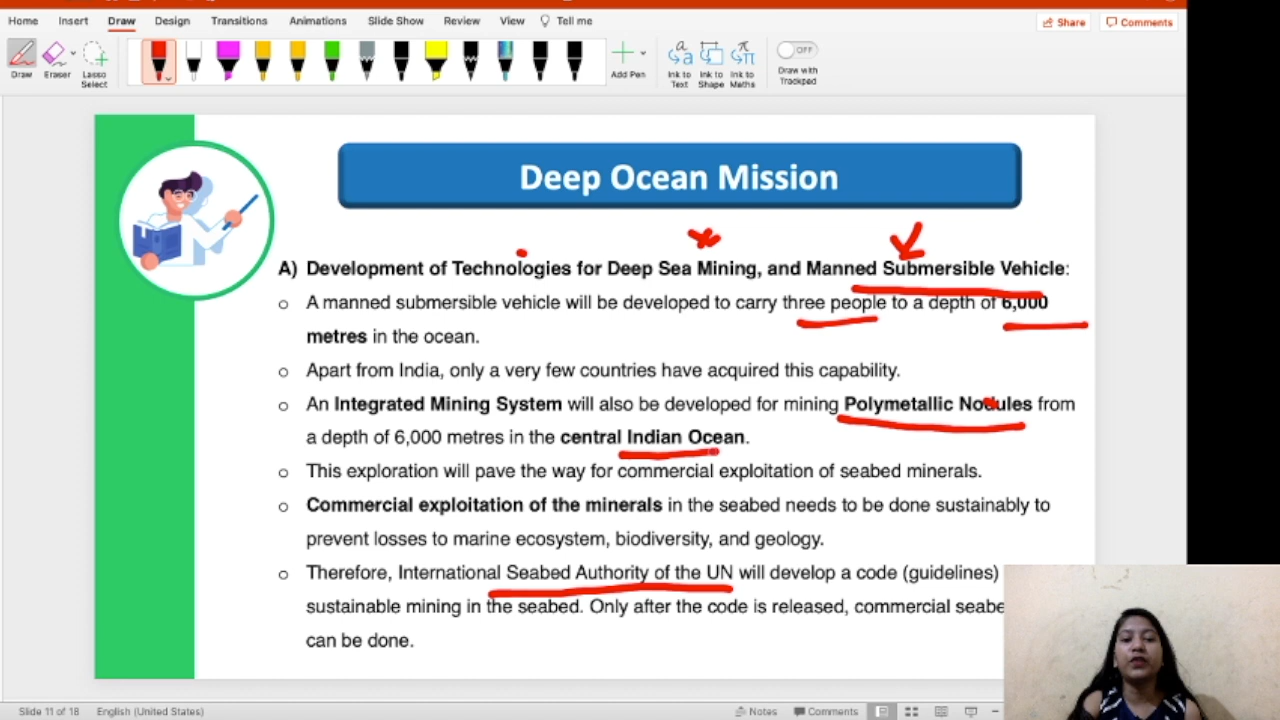 Home Insert Draw Design Transitions Animations Slide Show Review View Tell me Share Comments
Draw Eraser Lasso Select Add Pen Ink to Text Ink to Shape Ink to Maths OFF Draw with Trackpad
Deep Ocean Mission
A) Development of Technologies for Deep Sea Mining, and Manned Submersible Vehicle:
o A manned submersible vehicle will be developed to carry three people to a depth of 6,000
metres in the ocean.
o Apart from India, only a very few countries have acquired this capability.
o An Integrated Mining System will also be developed for mining Polymetallic Nodules from
a depth of 6,000 metres in the central Indian Ocean.
o This exploration will pave the way for commercial exploitation of seabed minerals.
o Commercial exploitation of the minerals in the seabed needs to be done sustainably to
prevent losses to marine ecosystem, biodiversity, and geology.
o Therefore, International Seabed Authority of the UN will develop a code (guidelines)
sustainable mining in the seabed. Only after the code is released, commercial seabe
can be done.
Slide 11 of 18 English (United States) Notes Comments